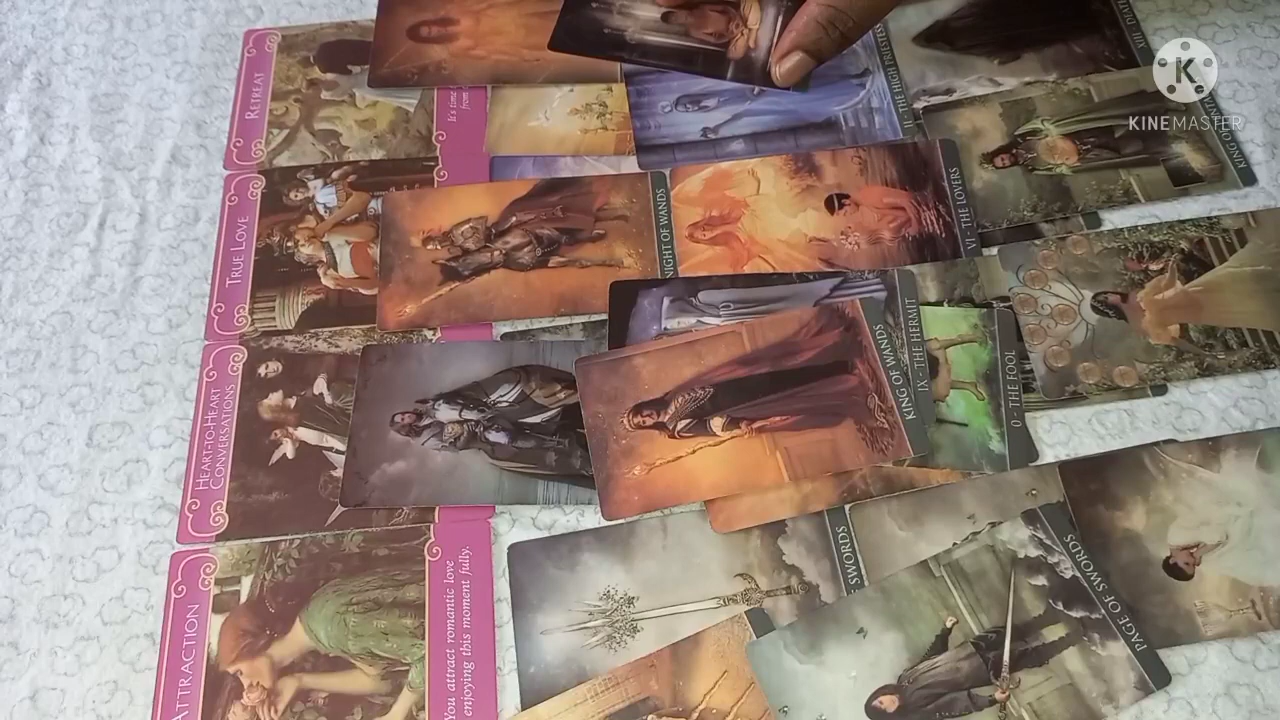 RETREAT
It's time
from
TRUE LOVE
HEART-TO-HEART
CONVERSATIONS
ATTRACTION
You attract romantic love
enjoying this moment fully.
II - THE HIGH PRIESTESS
XIII - DEATH
K
KINEMASTER
KING OF
NIGHT OF WANDS
VI - THE LOVERS
KING OF WANDS
IX - THE HERMIT
0 - THE FOOL
SWORDS
PAGE OF SWORDS